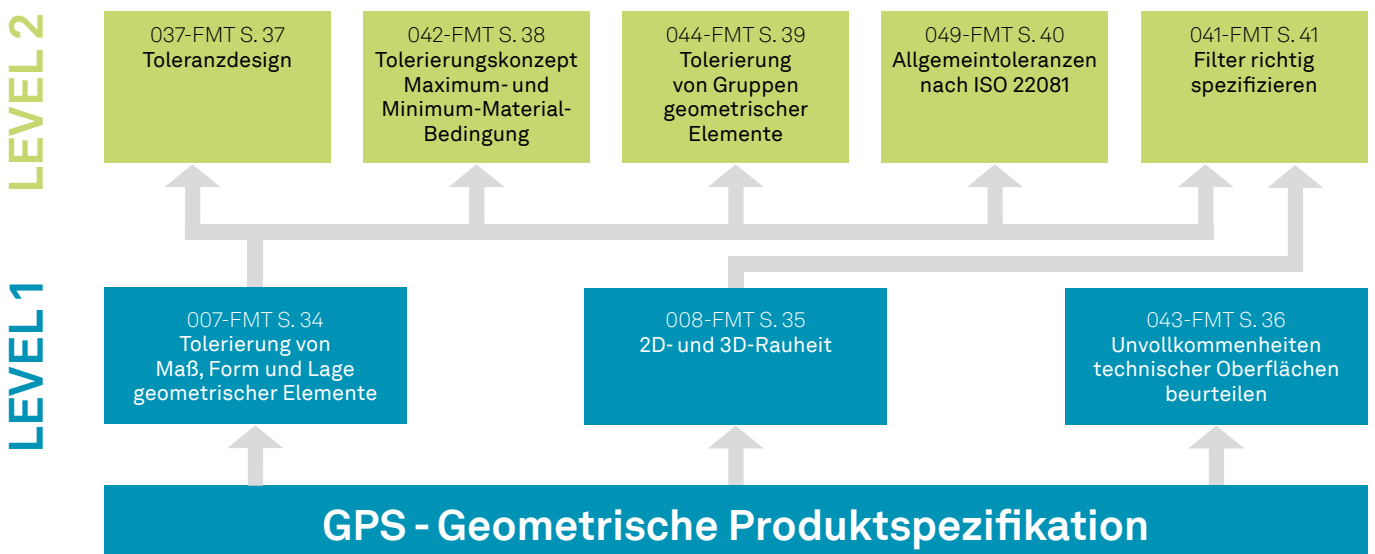 LEVEL 2
037-FMT S. 37
Toleranzdesign
042-FMT S. 38
Tolerierungskonzept
Maximum- und
Minimum-Material-
Bedingung
044-FMT S. 39
Tolerierung
von Gruppen
geometrischer
Elemente
049-FMT S. 40
Allgemeintoleranzen
nach ISO 22081
041-FMT S. 41
Filter richtig
spezifizieren
LEVEL 1
007-FMT S. 34
Tolerierung von
Maß, Form und Lage
geometrischer Elemente
008-FMT S. 35
2D- und 3D-Rauheit
043-FMT S. 36
Unvollkommenheiten
technischer Oberflächen
beurteilen
GPS - Geometrische Produktspezifikation